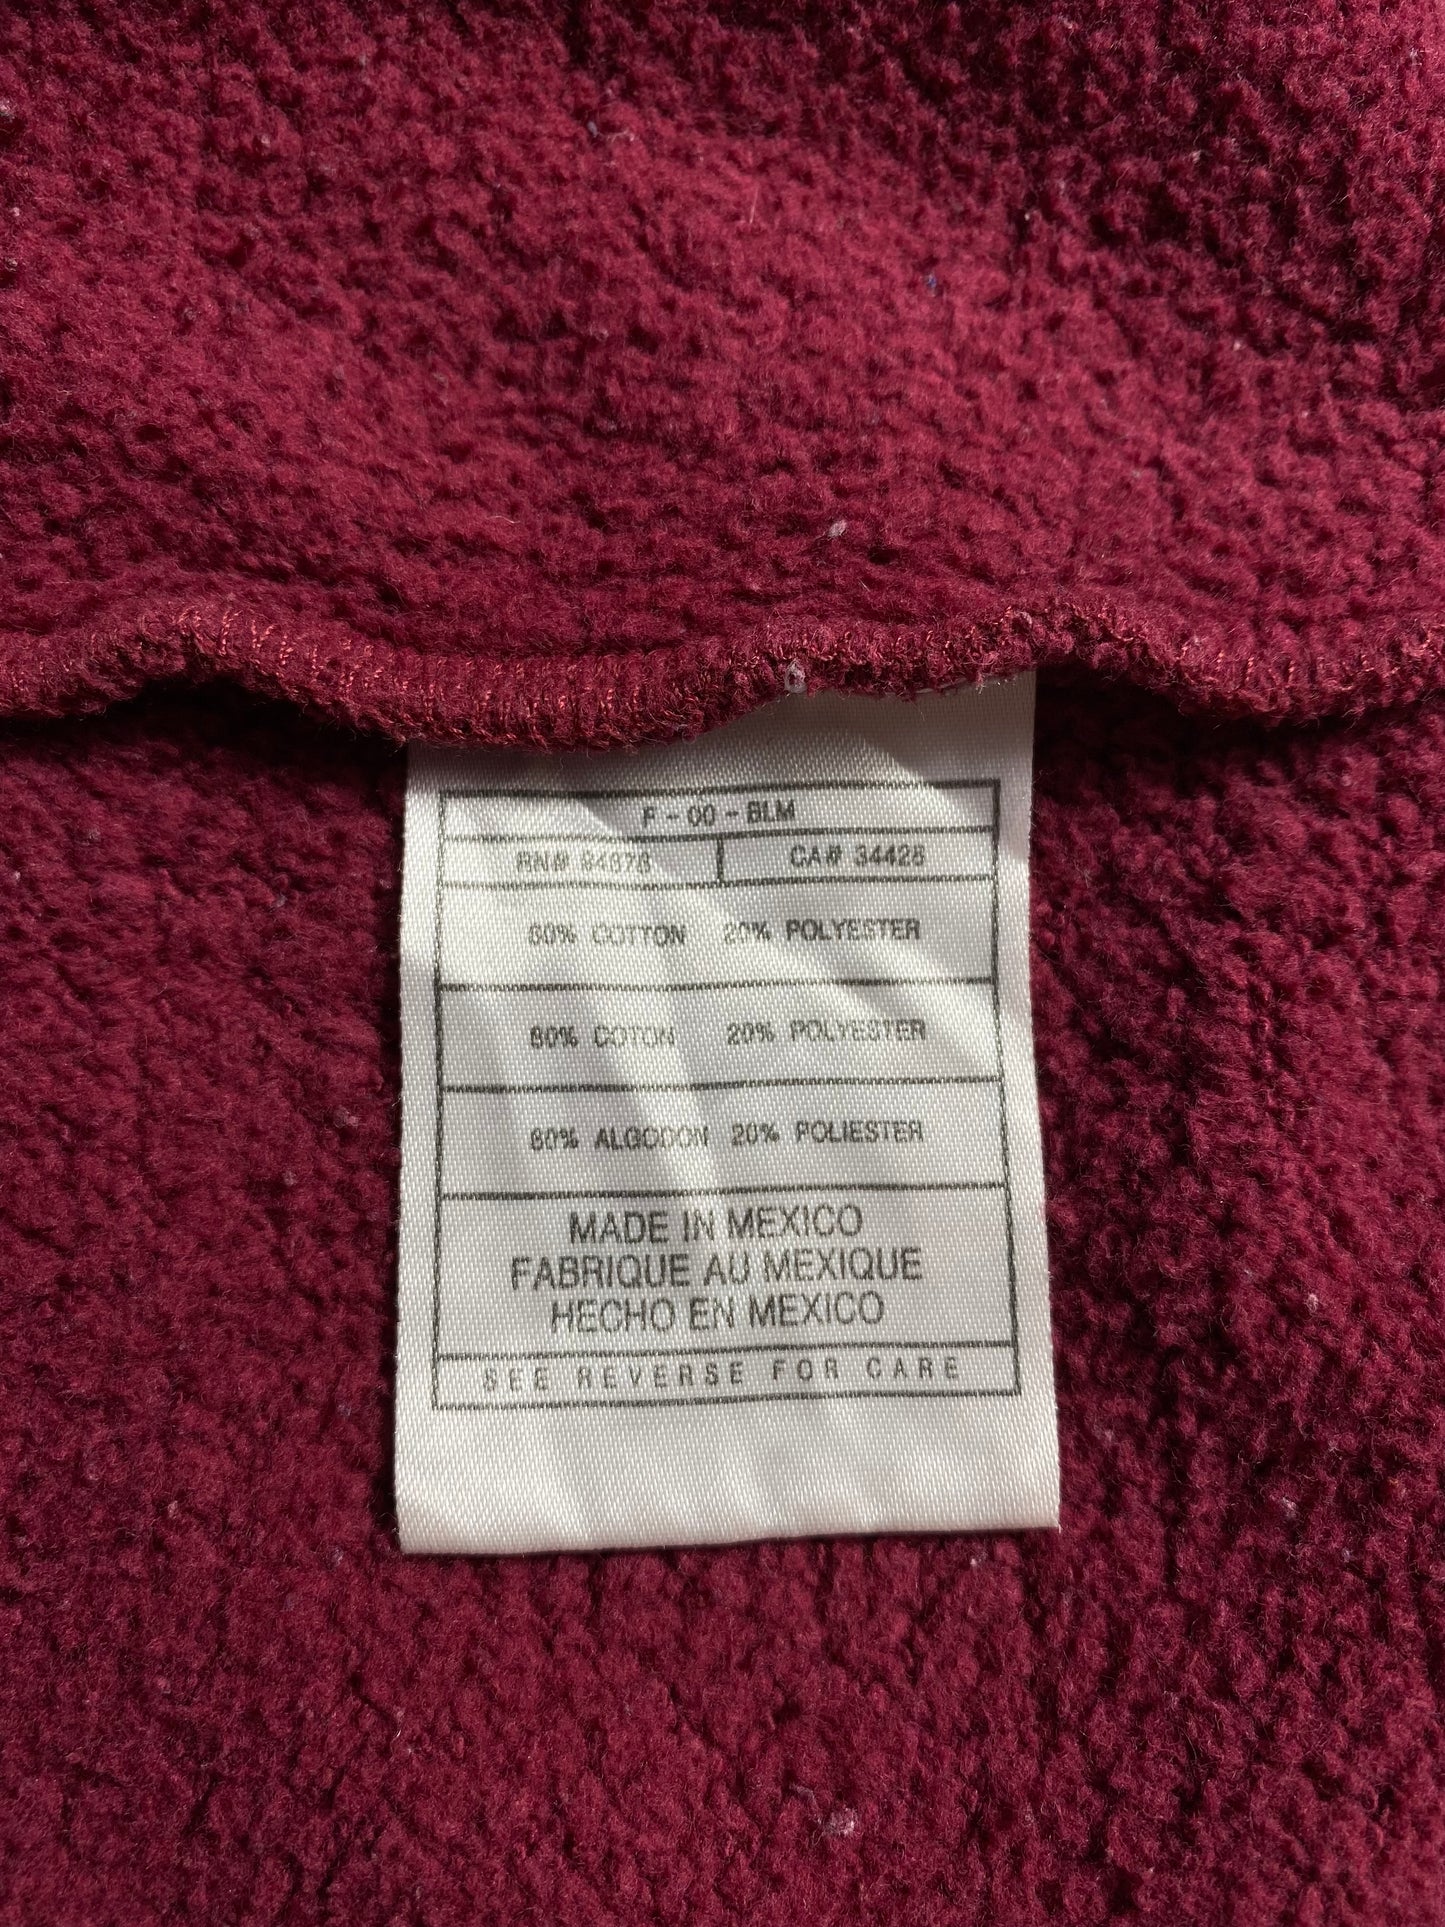 F - 00 - BLM
RN# 94878 CA# 34428
80% COTTON 20% POLYESTER
80% COTON 20% POLYESTER
80% ALGODON 20% POLIESTER
MADE IN MEXICO
FABRIQUE AU MEXIQUE
HECHO EN MEXICO
SEE REVERSE FOR CARE